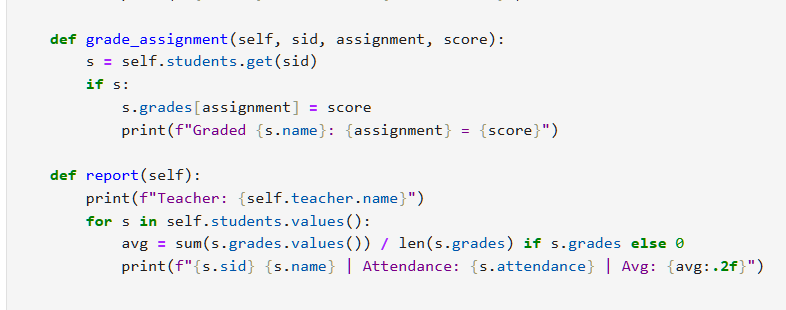 def grade_assignment(self, sid, assignment, score):
        s = self.students.get(sid)
        if s:
            s.grades[assignment] = score
            print(f"Graded {s.name}: {assignment} = {score}")

    def report(self):
        print(f"Teacher: {self.teacher.name}")
        for s in self.students.values():
            avg = sum(s.grades.values()) / len(s.grades) if s.grades else 0
            print(f"{s.sid} {s.name} | Attendance: {s.attendance} | Avg: {avg:.2f}")